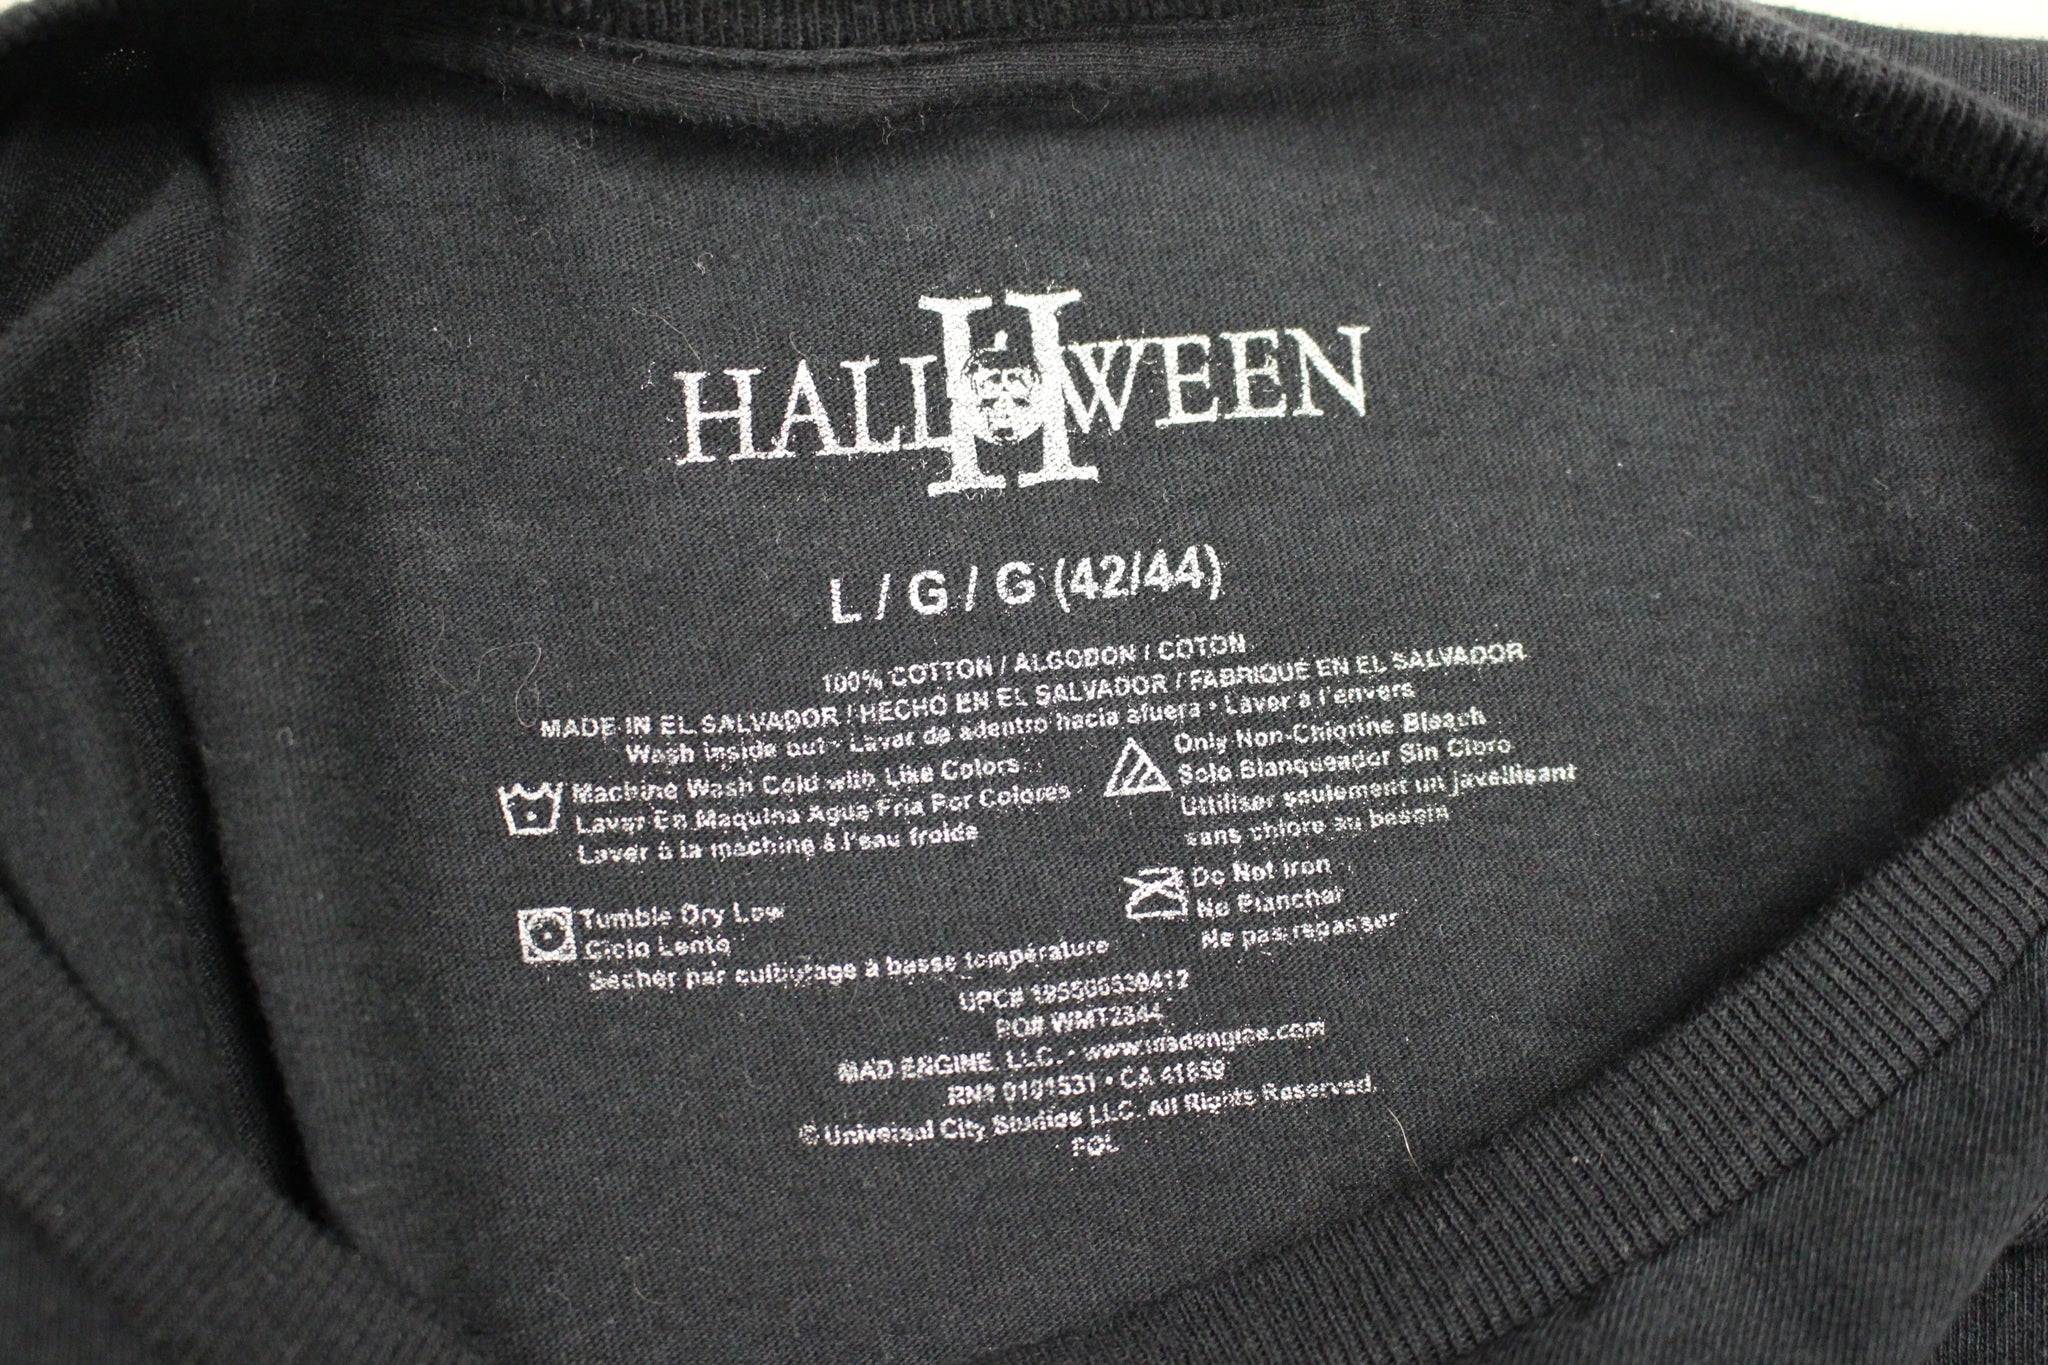 HALLOWEEN
II
L / G / G (42/44)
100% COTTON / ALGODON / COTON
MADE IN EL SALVADOR / HECHO EN EL SALVADOR / FABRIQUÉ EN EL SALVADOR
Wash inside out • Lavar de adentro hacia afuera • Laver à l'envers
Machine Wash Cold with Like Colors
Lavar En Maquina Agua Fria Por Colores
Laver à la machine à l'eau froide
Only Non-Chlorine Bleach
Solo Blanqueador Sin Cloro
Utiliser seulement un javellisant
sans chlore au besoin
Tumble Dry Low
Ciclo Lento
Sécher par culbutage à basse température
Do Not Iron
No Planchar
Ne pas repasser
UPC#
PO# WMT2844
MAD ENGINE, LLC. • www.madengine.com
RN# 0101531 • CA 41859
© Universal City Studios LLC. All Rights Reserved.